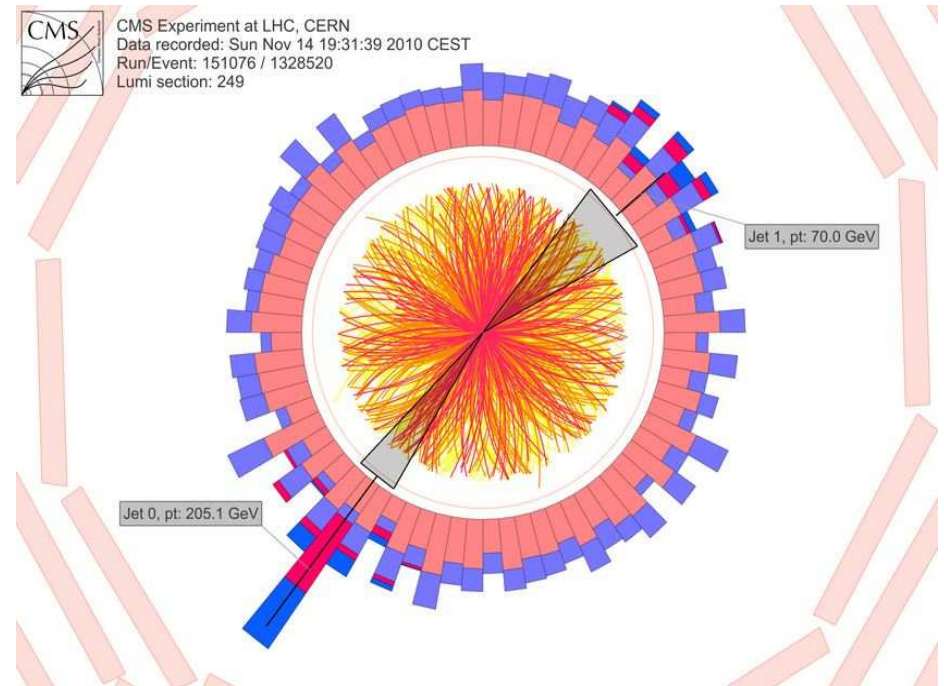 CMS
CMS Experiment at LHC, CERN
Data recorded: Sun Nov 14 19:31:39 2010 CEST
Run/Event: 151076 / 1328520
Lumi section: 249
Jet 1, pt: 70.0 GeV
Jet 0, pt: 205.1 GeV